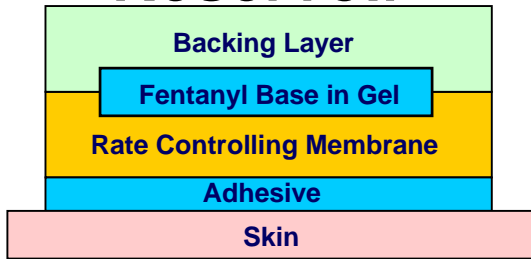 Backing Layer
Fentanyl Base in Gel
Rate Controlling Membrane
Adhesive
Skin